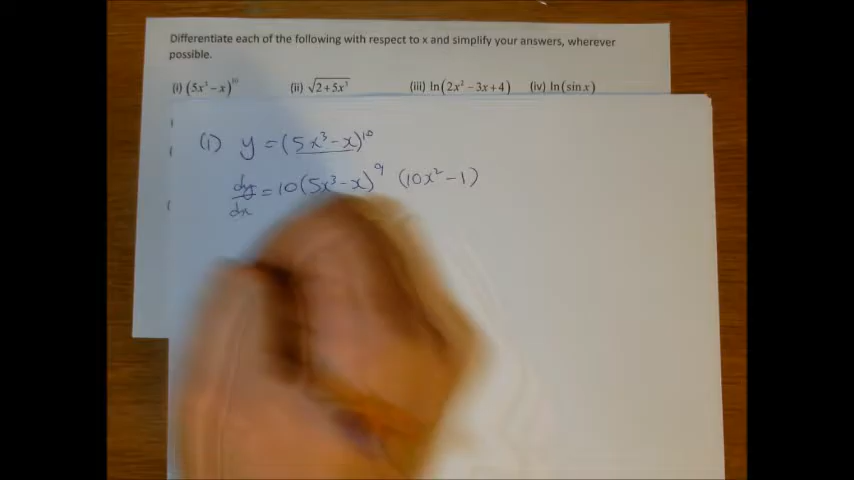 Differentiate each of the following with respect to x and simplify your answers, wherever
possible.
(i) (5x³ − x)¹⁰ (ii) √(2+5x³) (iii) ln(2x² − 3x + 4) (iv) ln(sin x)
(i) y = (5x³ − x)¹⁰
dy/dx = 10(5x³ − x)⁹ (10x² − 1)